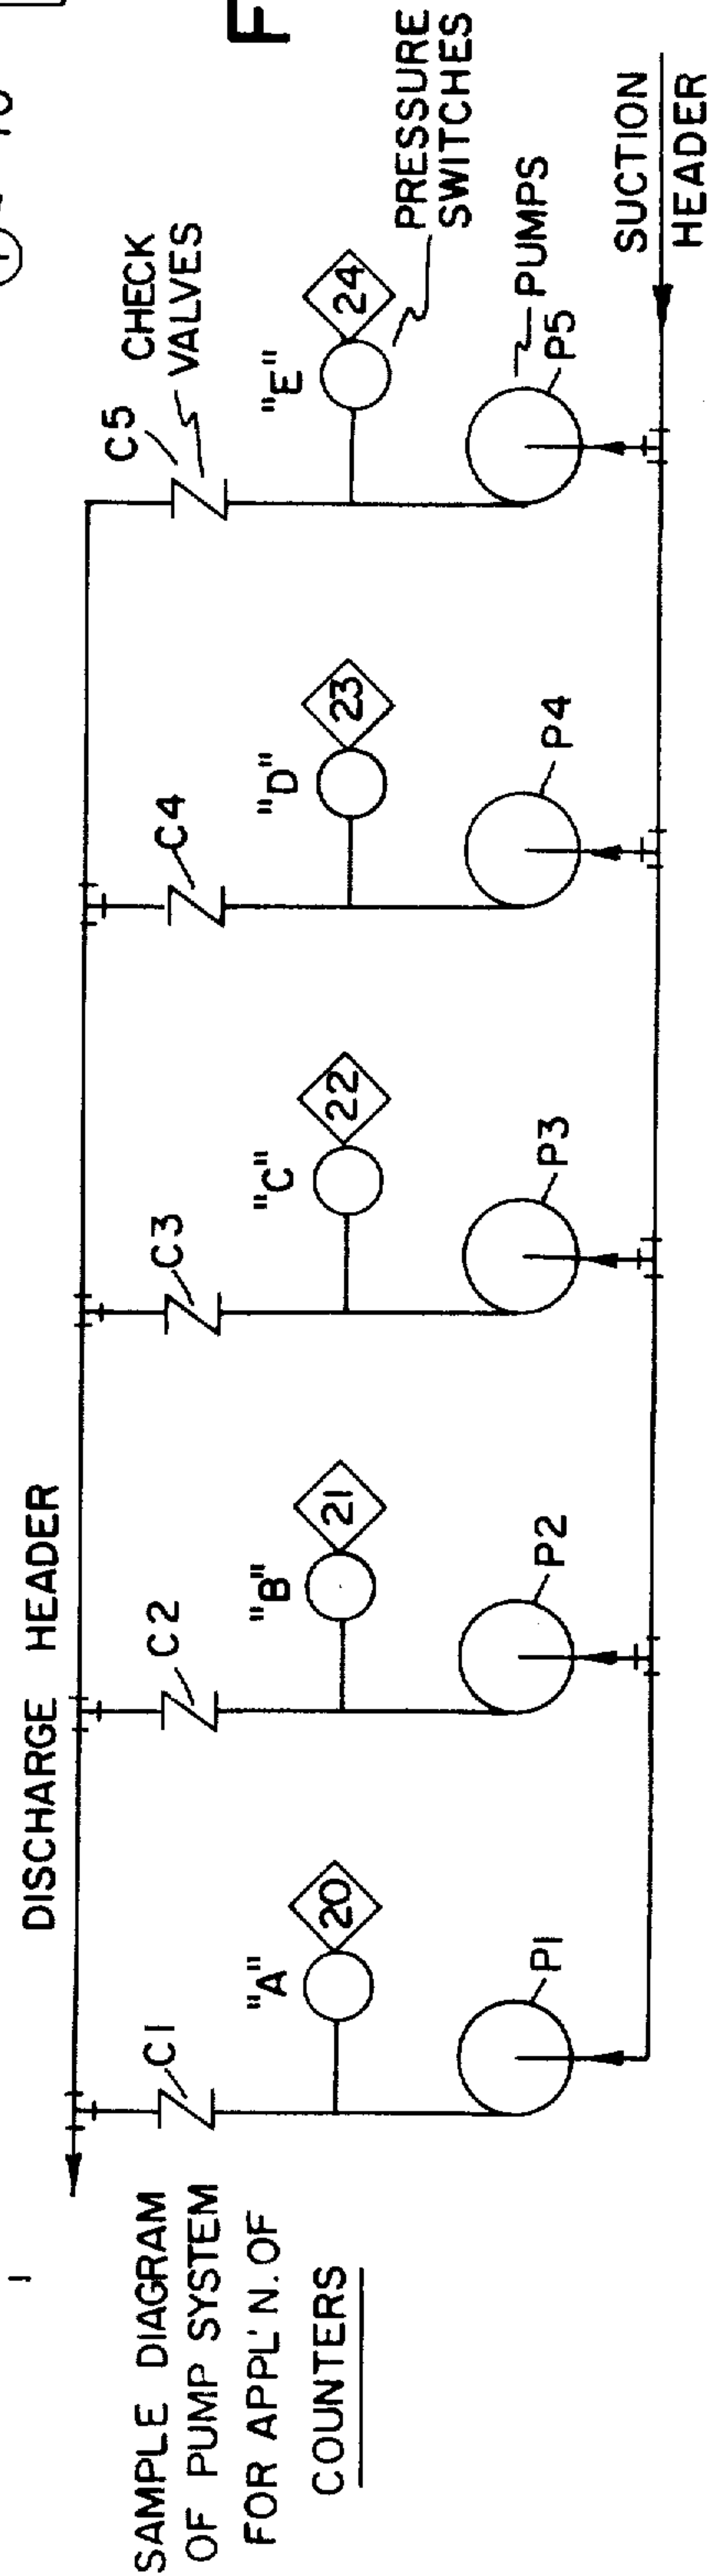 F
DISCHARGE HEADER
C1
C2
C3
C4
C5
CHECK
VALVES
"A"
20
"B"
21
"C"
22
"D"
23
"E"
24
PRESSURE
SWITCHES
P1
P2
P3
P4
P5
PUMPS
SUCTION
HEADER
SAMPLE DIAGRAM
OF PUMP SYSTEM
FOR APPL'N. OF
COUNTERS